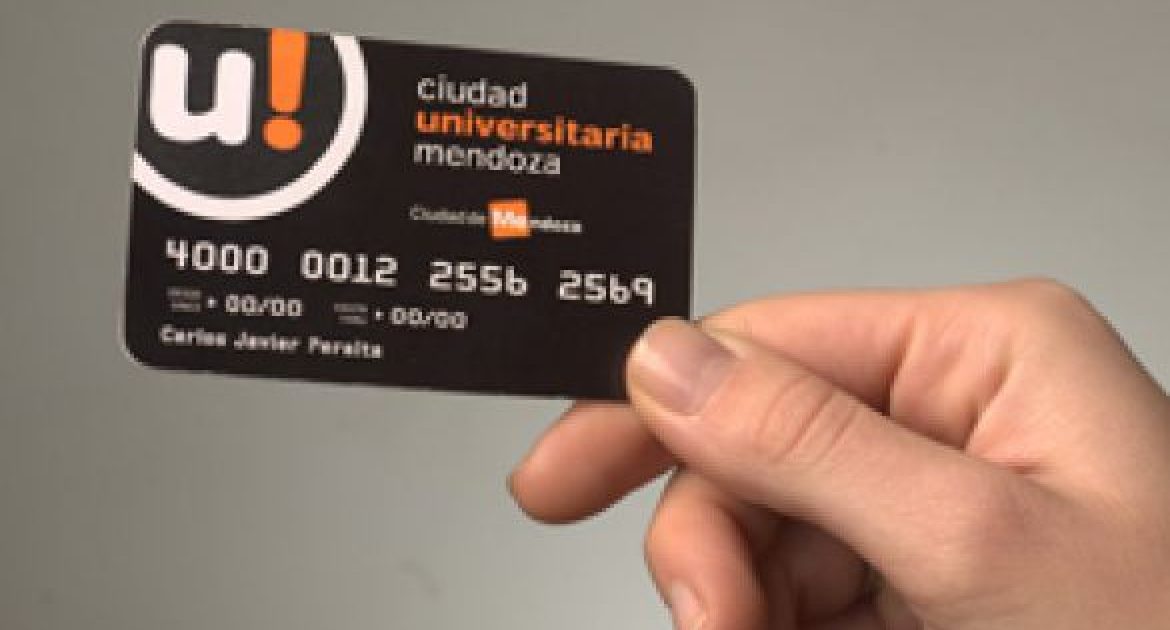 u!
ciudad
universitaria
mendoza
Ciudad de Mendoza
4000 0012 2556 2569
00/00 00/00
Carlos Javier Peralta